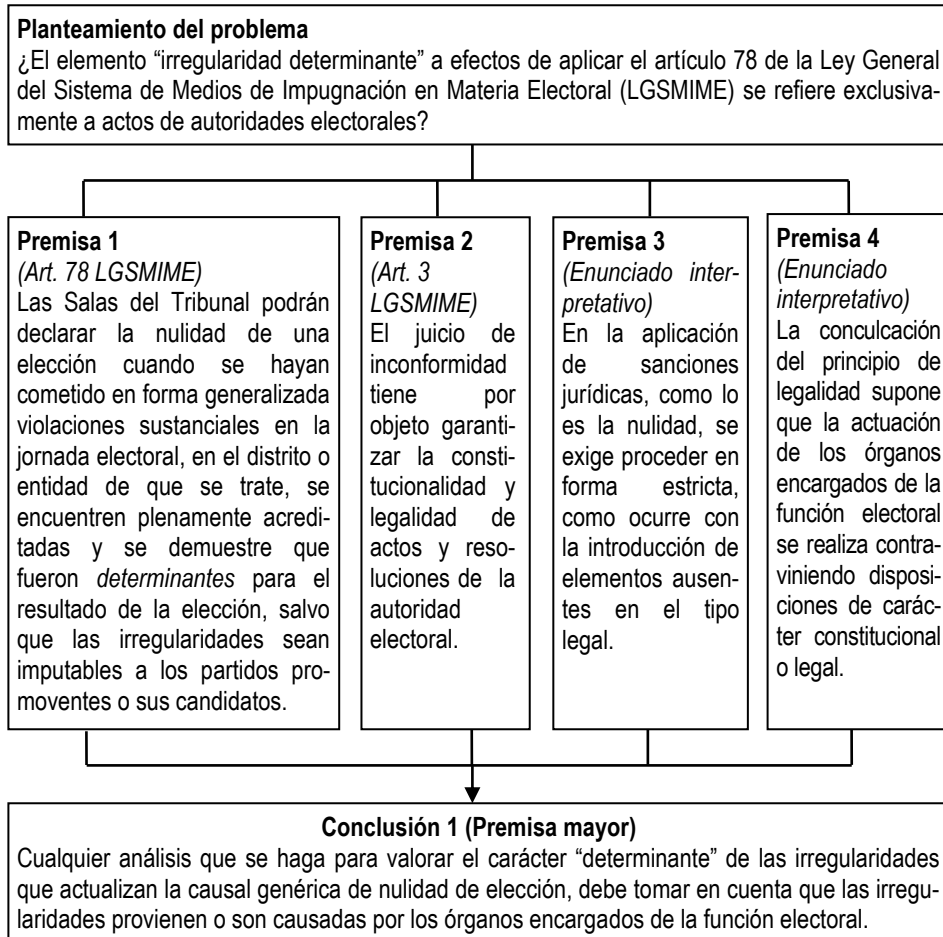 Planteamiento del problema
¿El elemento “irregularidad determinante” a efectos de aplicar el artículo 78 de la Ley General
del Sistema de Medios de Impugnación en Materia Electoral (LGSMIME) se refiere exclusiva-
mente a actos de autoridades electorales?
Premisa 1
(Art. 78 LGSMIME)
Las Salas del Tribunal podrán
declarar la nulidad de una
elección cuando se hayan
cometido en forma generalizada
violaciones sustanciales en la
jornada electoral, en el distrito o
entidad de que se trate, se
encuentren plenamente acredi-
tadas y se demuestre que
fueron determinantes para el
resultado de la elección, salvo
que las irregularidades sean
imputables a los partidos pro-
moventes o sus candidatos.
Premisa 2
(Art. 3
LGSMIME)
El juicio de
inconformidad
tiene por
objeto garanti-
zar la consti-
tucionalidad y
legalidad de
actos y reso-
luciones de la
autoridad
electoral.
Premisa 3
(Enunciado inter-
pretativo)
En la aplicación
de sanciones
jurídicas, como lo
es la nulidad, se
exige proceder en
forma estricta,
como ocurre con
la introducción de
elementos ausen-
tes en el tipo
legal.
Premisa 4
(Enunciado
interpretativo)
La conculcación
del principio de
legalidad supone
que la actuación
de los órganos
encargados de la
función electoral
se realiza contra-
viniendo disposi-
ciones de carác-
ter constitucional
o legal.
Conclusión 1 (Premisa mayor)
Cualquier análisis que se haga para valorar el carácter “determinante” de las irregularidades
que actualizan la causal genérica de nulidad de elección, debe tomar en cuenta que las irregu-
laridades provienen o son causadas por los órganos encargados de la función electoral.